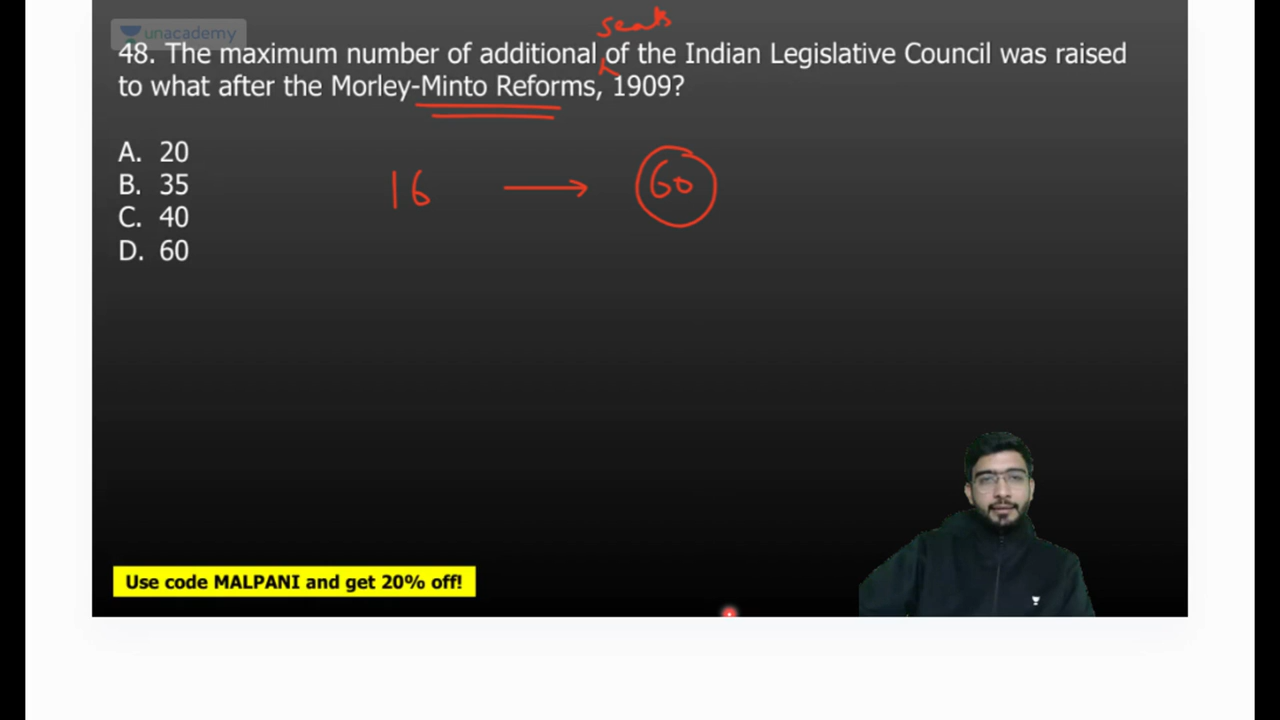 unacademy
seats
48. The maximum number of additional of the Indian Legislative Council was raised
to what after the Morley-Minto Reforms, 1909?
A. 20
B. 35
C. 40
D. 60
16 → 60
Use code MALPANI and get 20% off!